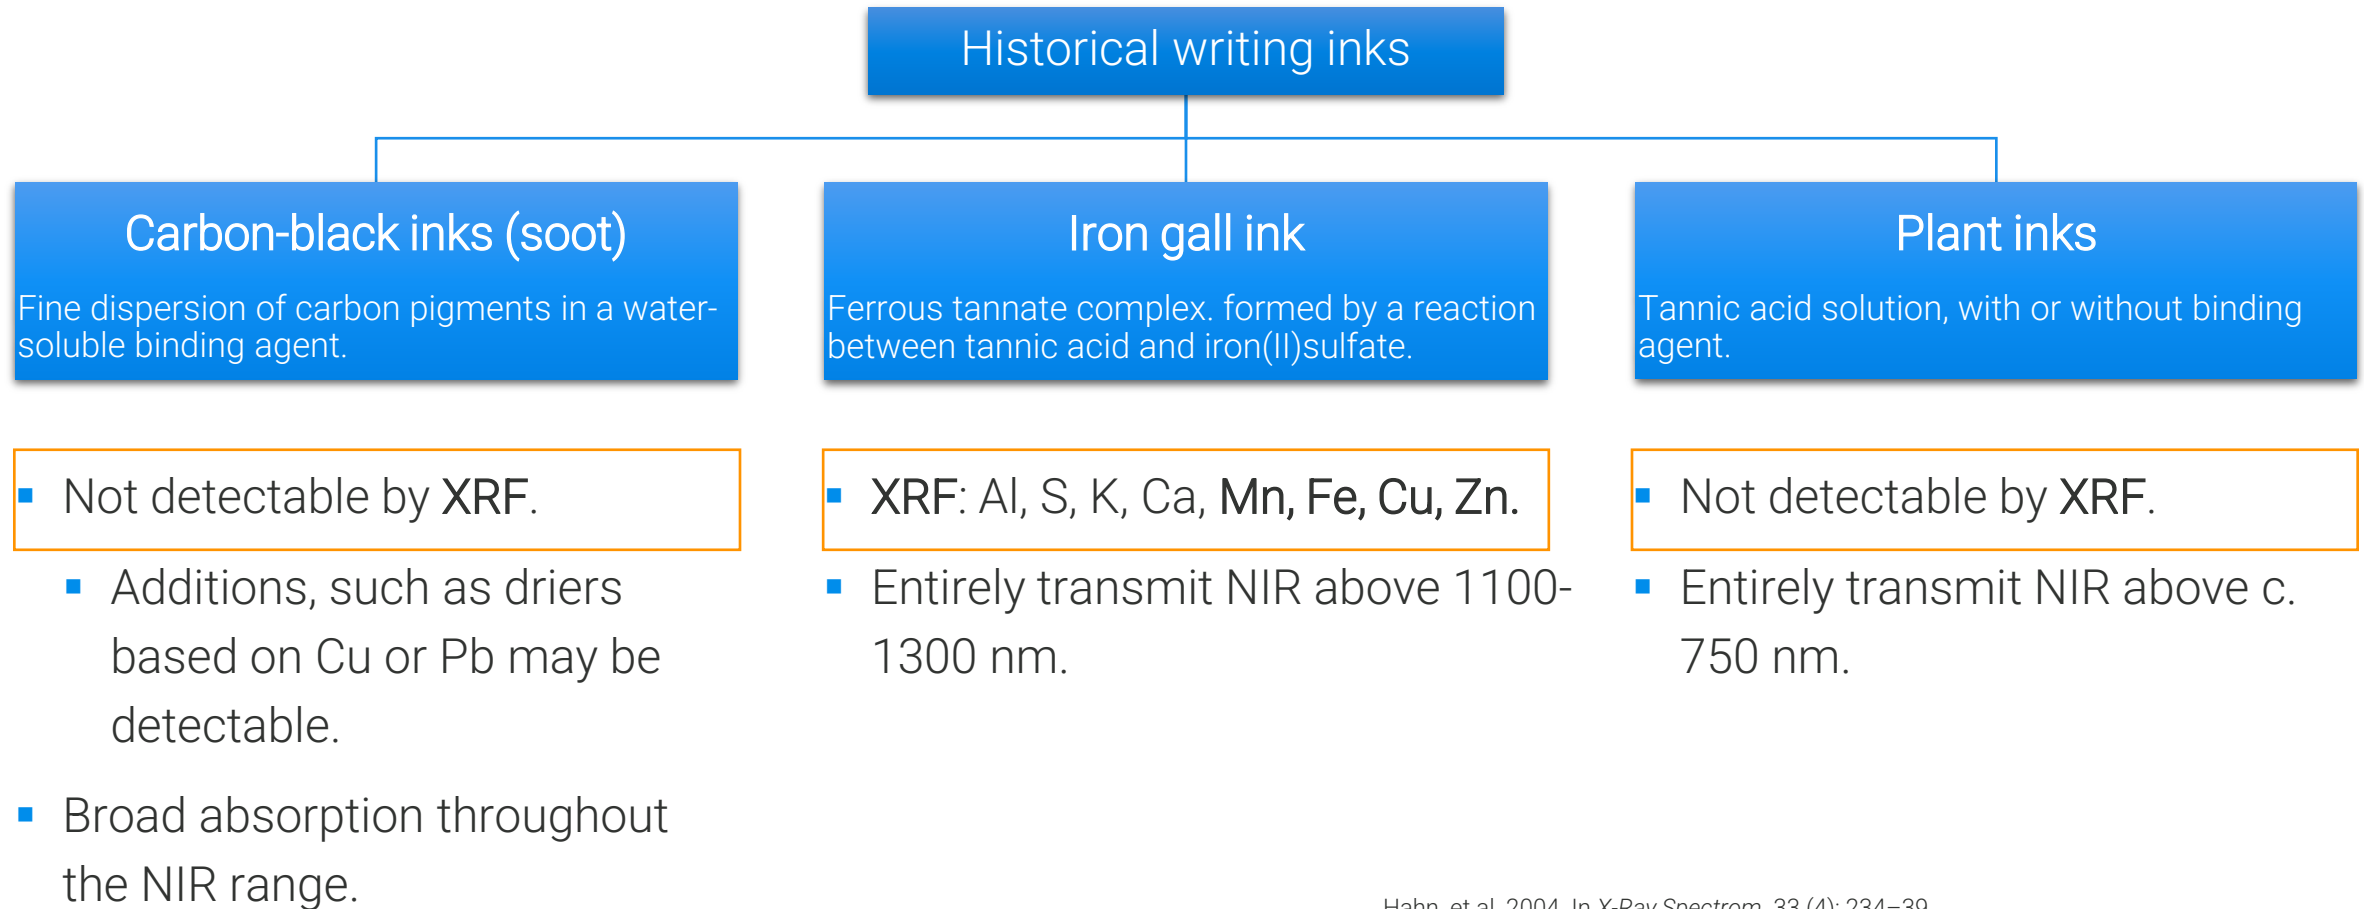 Historical writing inks
Carbon-black inks (soot)
Fine dispersion of carbon pigments in a water-
soluble binding agent.
Iron gall ink
Ferrous tannate complex. formed by a reaction
between tannic acid and iron(II)sulfate.
Plant inks
Tannic acid solution, with or without binding
agent.
▪ Not detectable by XRF.
▪ Additions, such as driers
based on Cu or Pb may be
detectable.
▪ Broad absorption throughout
the NIR range.
▪ XRF: Al, S, K, Ca, Mn, Fe, Cu, Zn.
▪ Entirely transmit NIR above 1100-
1300 nm.
▪ Not detectable by XRF.
▪ Entirely transmit NIR above c.
750 nm.
Hahn, et al. 2004. In X-Ray Spectrom. 33 (4): 234–39